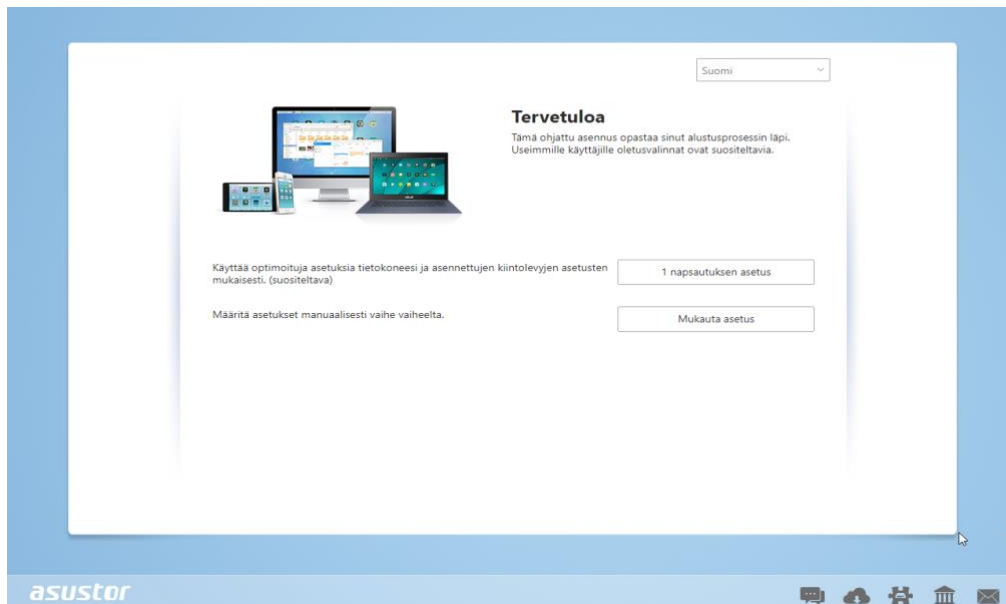 Suomi
Tervetuloa
Tämä ohjattu asennus opastaa sinut alustusprosessin läpi.
Useimmille käyttäjille oletusvalinnat ovat suositeltavia.
Käyttää optimoituja asetuksia tietokoneesi ja asennettujen kiintolevyjen asetusten
mukaisesti. (suositeltava)
1 napsautuksen asetus
Määritä asetukset manuaalisesti vaihe vaiheelta.
Mukauta asetus
asustor